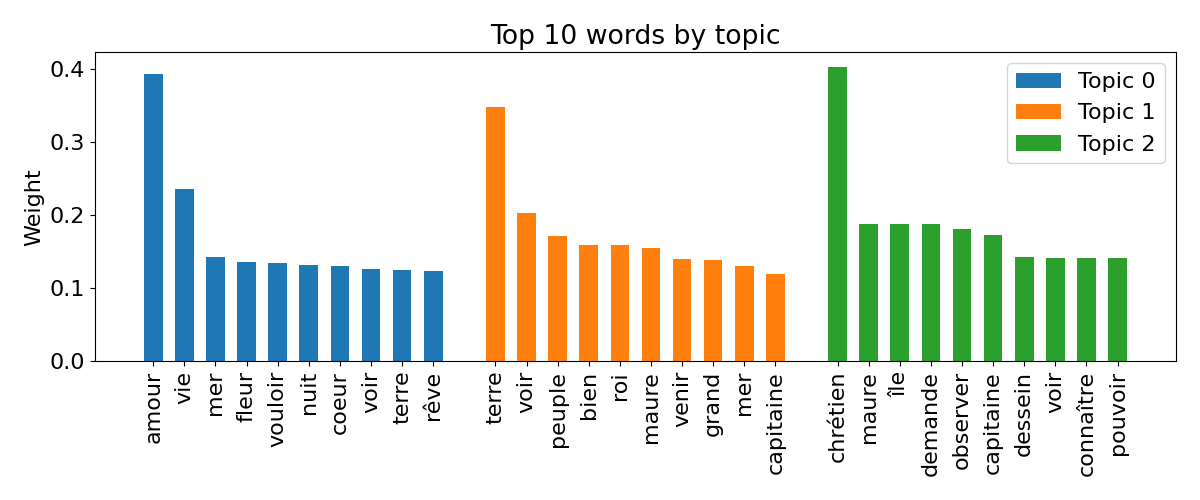 Top 10 words by topic
Weight
0.4
0.3
0.2
0.1
0.0
Topic 0
Topic 1
Topic 2
amour
vie
mer
fleur
vouloir
nuit
coeur
voir
terre
rêve
terre
voir
peuple
bien
roi
maure
venir
grand
mer
capitaine
chrétien
maure
île
demande
observer
capitaine
dessein
voir
connaître
pouvoir